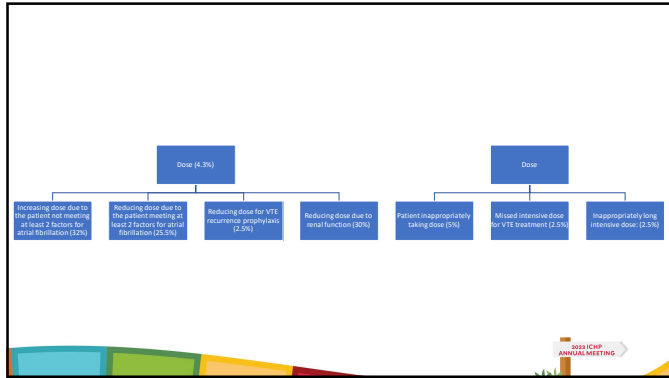 Dose (4.3%)
Dose
Increasing dose due to
the patient not meeting
at least 2 factors for
atrial fibrillation (32%)
Reducing dose due to
the patient meeting at
least 2 factors for atrial
fibrillation (25.5%)
Reducing dose for VTE
recurrence prophylaxis
(2.5%)
Reducing dose due to
renal function (30%)
Patient inappropriately
taking dose (5%)
Missed intensive dose
for VTE treatment (2.5%)
Inappropriately long
intensive dose: (2.5%)
2023 ICHP
ANNUAL MEETING